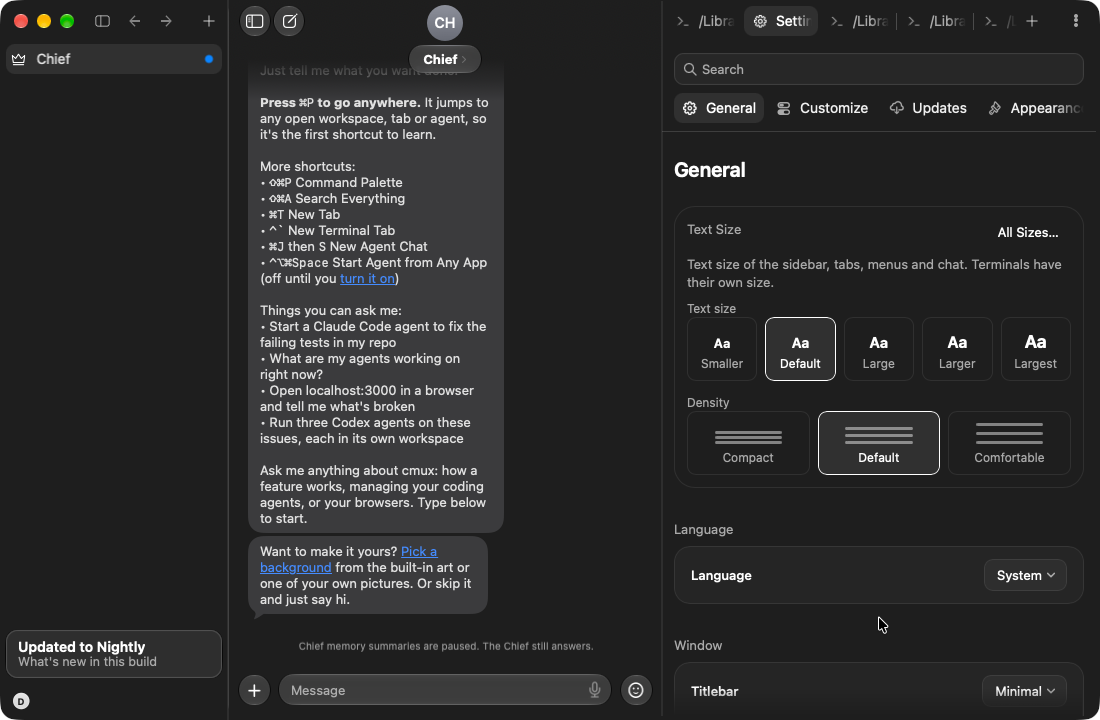 Chief
Updated to Nightly
What's new in this build
D
CH
Chief
Just tell me what you want done.
Press ⌘P to go anywhere. It jumps to
any open workspace, tab or agent, so
it's the first shortcut to learn.
More shortcuts:
• ⇧⌘P Command Palette
• ⇧⌘A Search Everything
• ⌘T New Tab
• ^` New Terminal Tab
• ⌘J then S New Agent Chat
• ^⌥⌘Space Start Agent from Any App
(off until you turn it on)
Things you can ask me:
• Start a Claude Code agent to fix the
failing tests in my repo
• What are my agents working on
right now?
• Open localhost:3000 in a browser
and tell me what's broken
• Run three Codex agents on these
issues, each in its own workspace
Ask me anything about cmux: how a
feature works, managing your coding
agents, or your browsers. Type below
to start.
Want to make it yours? Pick a
background from the built-in art or
one of your own pictures. Or skip it
and just say hi.
Chief memory summaries are paused. The Chief still answers.
Message
/Libra Settin /Libra /Libra
Search
General Customize Updates Appearanc
General
Text Size All Sizes...
Text size of the sidebar, tabs, menus and chat. Terminals have
their own size.
Text size
Aa Aa Aa Aa Aa
Smaller Default Large Larger Largest
Density
Compact Default Comfortable
Language
Language System
Window
Titlebar Minimal